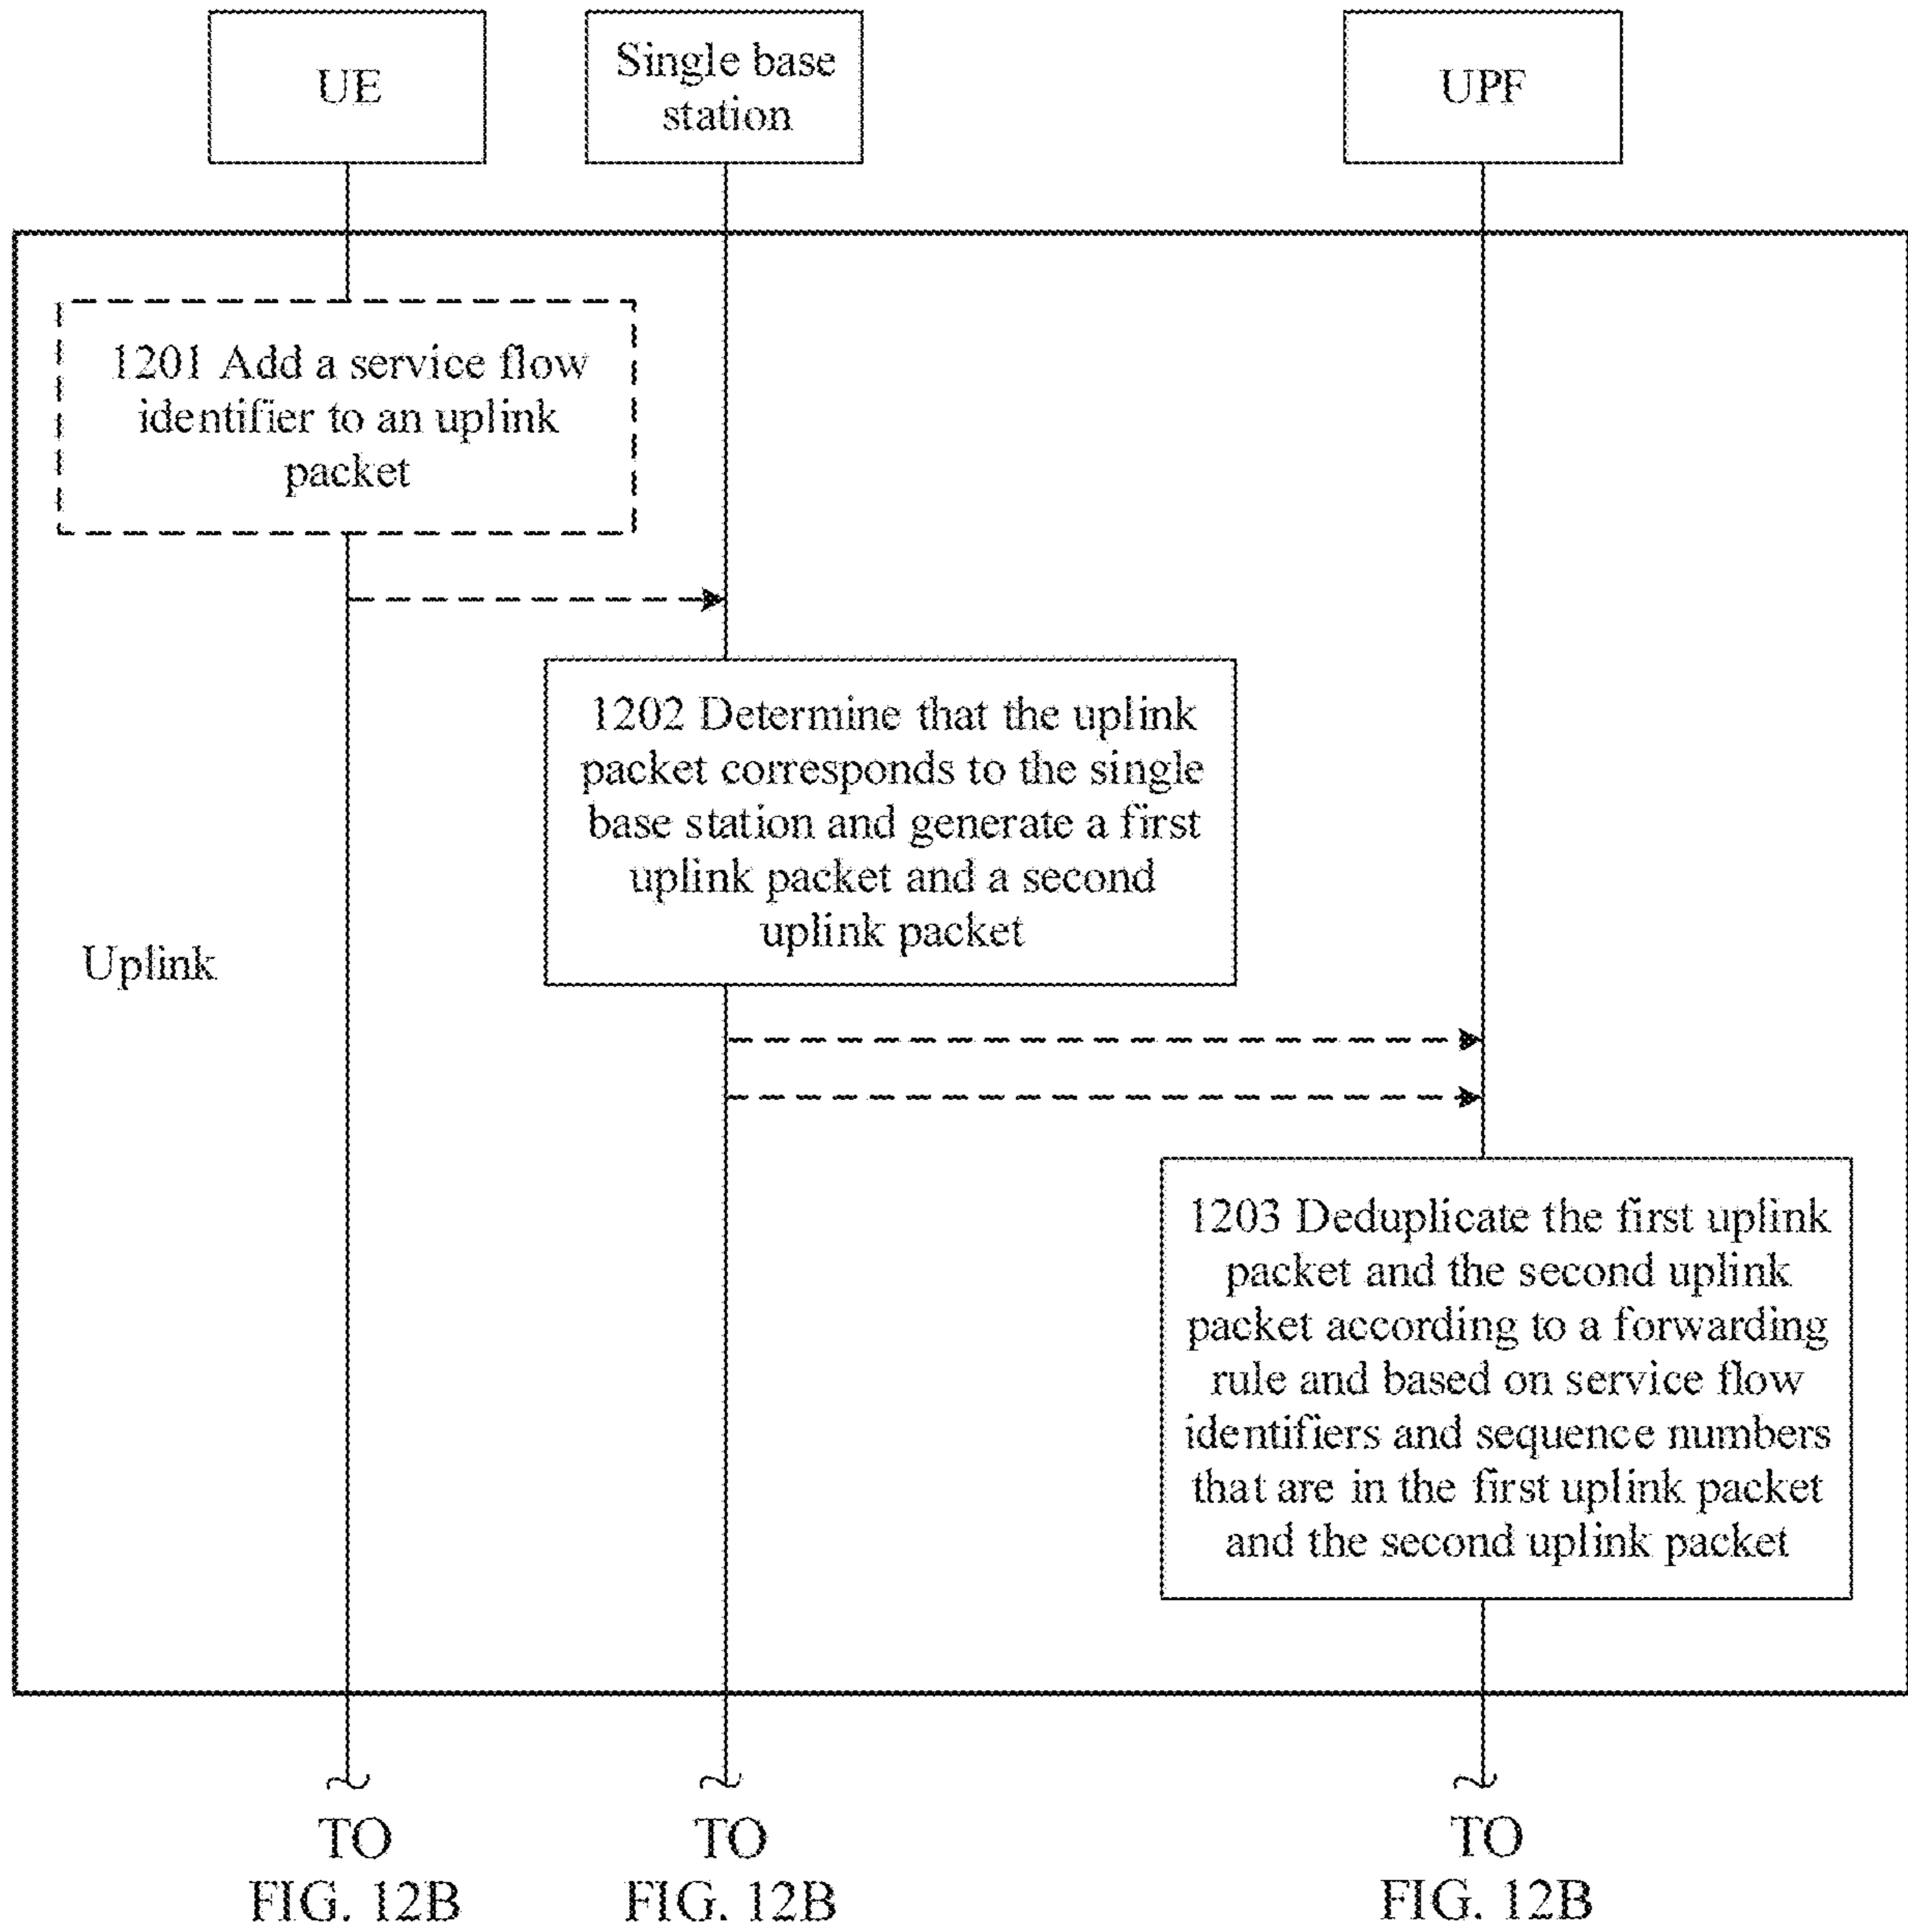 UE
Single base
station
UPF
1201 Add a service flow
identifier to an uplink
packet
1202 Determine that the uplink
packet corresponds to the single
base station and generate a first
uplink packet and a second
uplink packet
Uplink
1203 Deduplicate the first uplink
packet and the second uplink
packet according to a forwarding
rule and based on service flow
identifiers and sequence numbers
that are in the first uplink packet
and the second uplink packet
TO
FIG. 12B
TO
FIG. 12B
TO
FIG. 12B